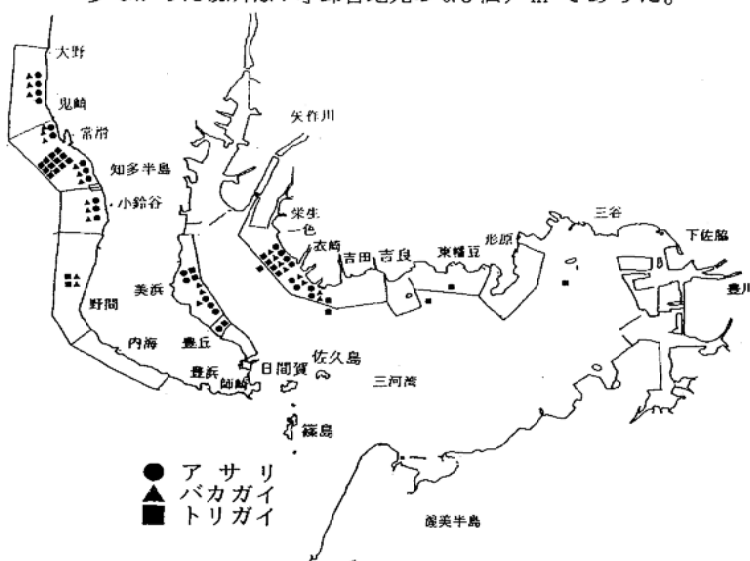 大野
鬼崎
常滑
矢作川
知多半島
小鈴谷
栄生
一色
衣崎
吉田
吉良
東幡豆
形原
三谷
下佐脇
豊川
美浜
野間
内海
豊丘
豊浜
師崎
日間賀
佐久島
三河湾
篠島
● アサリ
▲ バカガイ
■ トリガイ
渥美半島